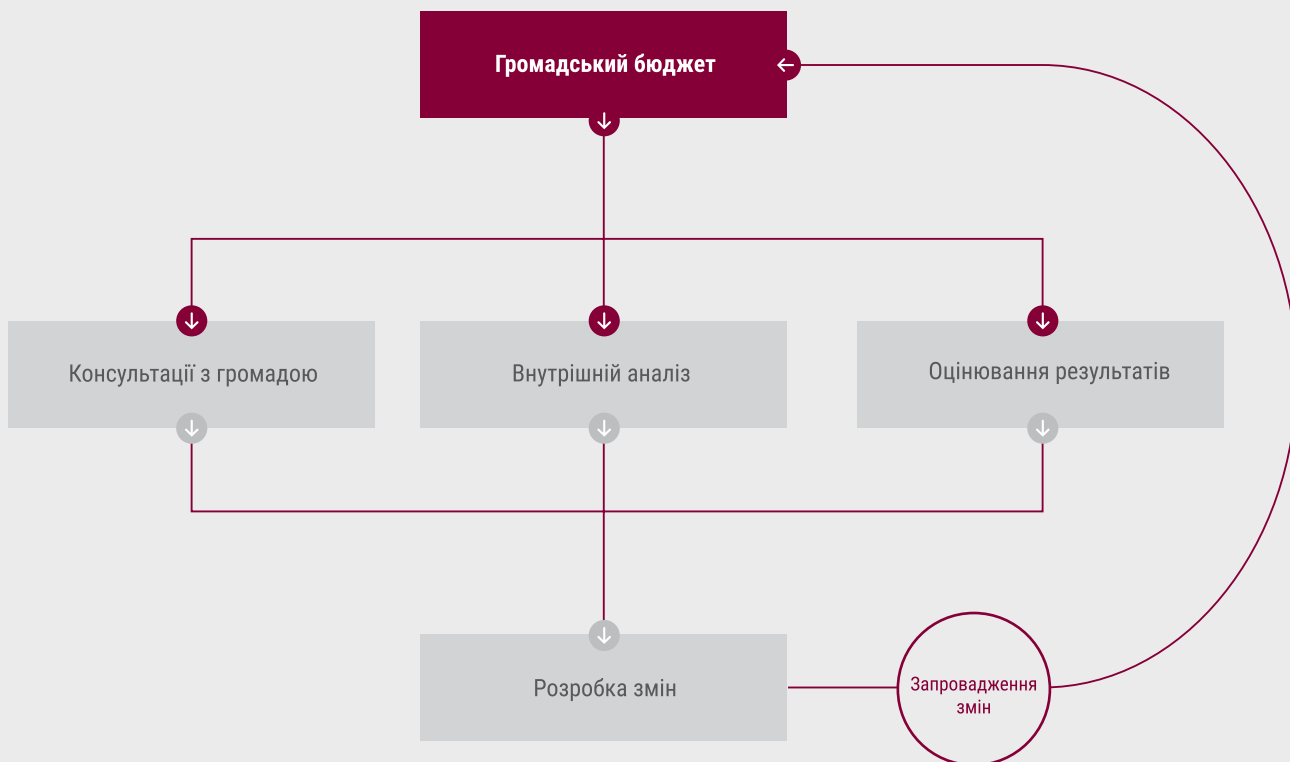 Громадський бюджет
Консультації з громадою
Внутрішній аналіз
Оцінювання результатів
Розробка змін
Запровадження
змін